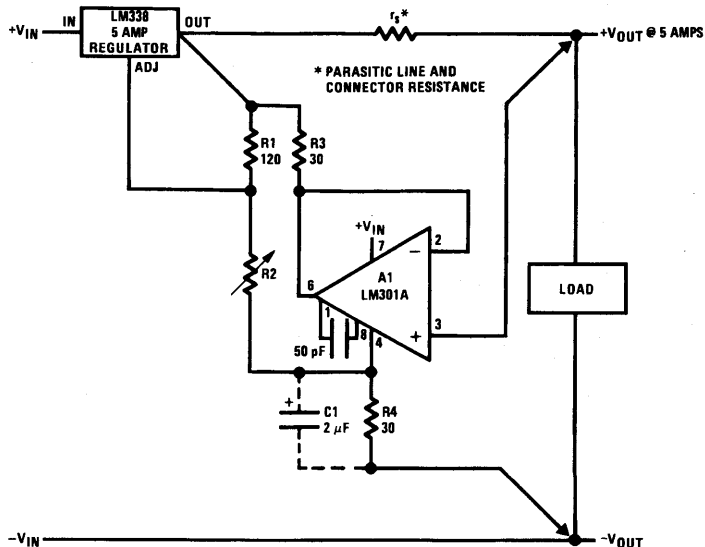 LM338
5 AMP
REGULATOR
IN
OUT
ADJ
+VIN
rs*
+VOUT @ 5 AMPS
* PARASITIC LINE AND
CONNECTOR RESISTANCE
R1
120
R3
30
+VIN
7
2
−
A1
LM301A
6
R2
1
8
50 pF
4
+
3
LOAD
+
C1
2 μF
R4
30
−VIN
−VOUT